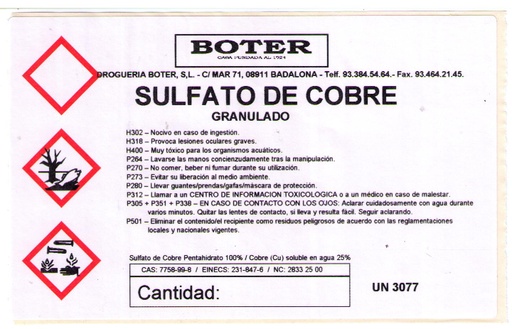 BOTER
CASA FUNDADA AL 1924
DROGUERIA BOTER, S,L. - C/ MAR 71, 08911 BADALONA - Telf. 93.384.54.64.- Fax. 93.464.21.45.
SULFATO DE COBRE
GRANULADO
H302 – Nocivo en caso de ingestión.
H318 – Provoca lesiones oculares graves.
H400 – Muy tóxico para los organismos acuáticos.
P264 – Lavarse las manos concienzudamente tras la manipulación.
P270 – No comer, beber ni fumar durante su utilización.
P273 – Evitar su liberación al medio ambiente.
P280 – Llevar guantes/prendas/gafas/máscara de protección.
P312 – Llamar a un CENTRO DE INFORMACION TOXICOLOGICA o a un médico en caso de malestar.
P305 + P351 + P338 – EN CASO DE CONTACTO CON LOS OJOS: Aclarar cuidadosamente con agua durante
varios minutos. Quitar las lentes de contacto, si lleva y resulta fácil. Seguir aclarando.
P501 – Eliminar el contenido/el recipiente como residuos peligrosos de acuerdo con las reglamentaciones
locales y nacionales vigentes.
Sulfato de Cobre Pentahidrato 100% / Cobre (Cu) soluble en agua 25%
CAS: 7758-99-8 / EINECS: 231-847-6 / NC: 2833 25 00
Cantidad:
UN 3077